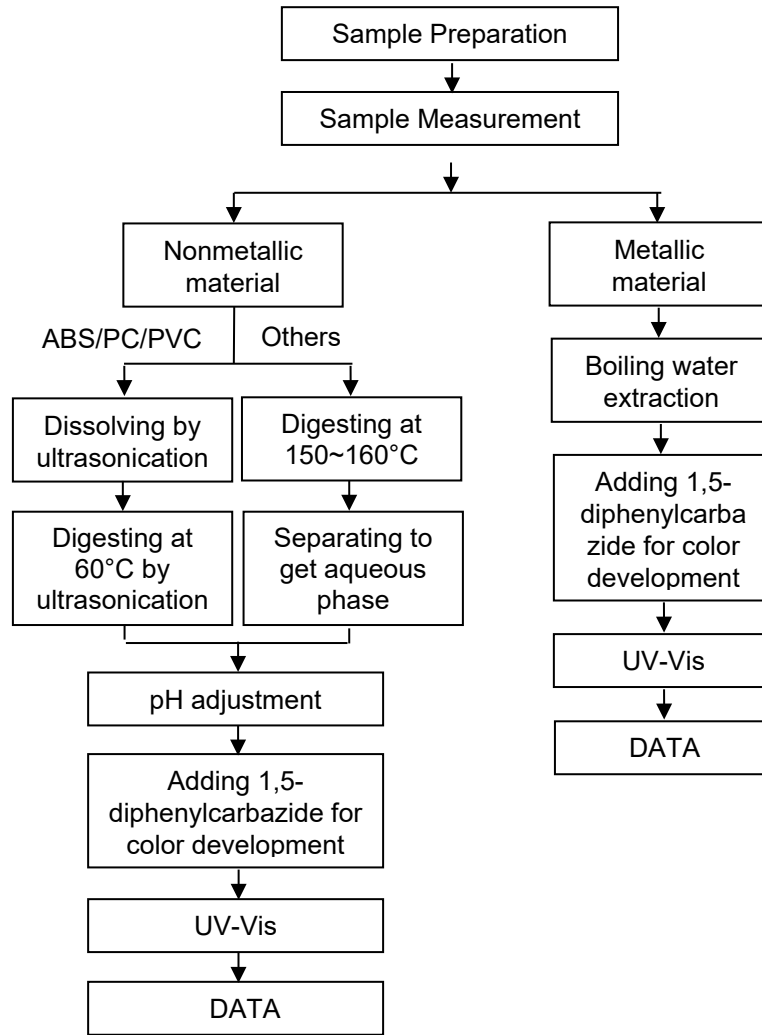 Sample Preparation
Sample Measurement
Nonmetallic
material
Metallic
material
ABS/PC/PVC
Others
Boiling water
extraction
Dissolving by
ultrasonication
Digesting at
150~160°C
Adding 1,5-
diphenylcarba
zide for color
development
Digesting at
60°C by
ultrasonication
Separating to
get aqueous
phase
UV-Vis
pH adjustment
DATA
Adding 1,5-
diphenylcarbazide for
color development
UV-Vis
DATA